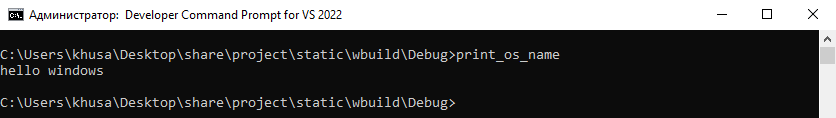 Администратор: Developer Command Prompt for VS 2022
C:\Users\khusa\Desktop\share\project\static\wbuild\Debug>print_os_name
hello windows
C:\Users\khusa\Desktop\share\project\static\wbuild\Debug>